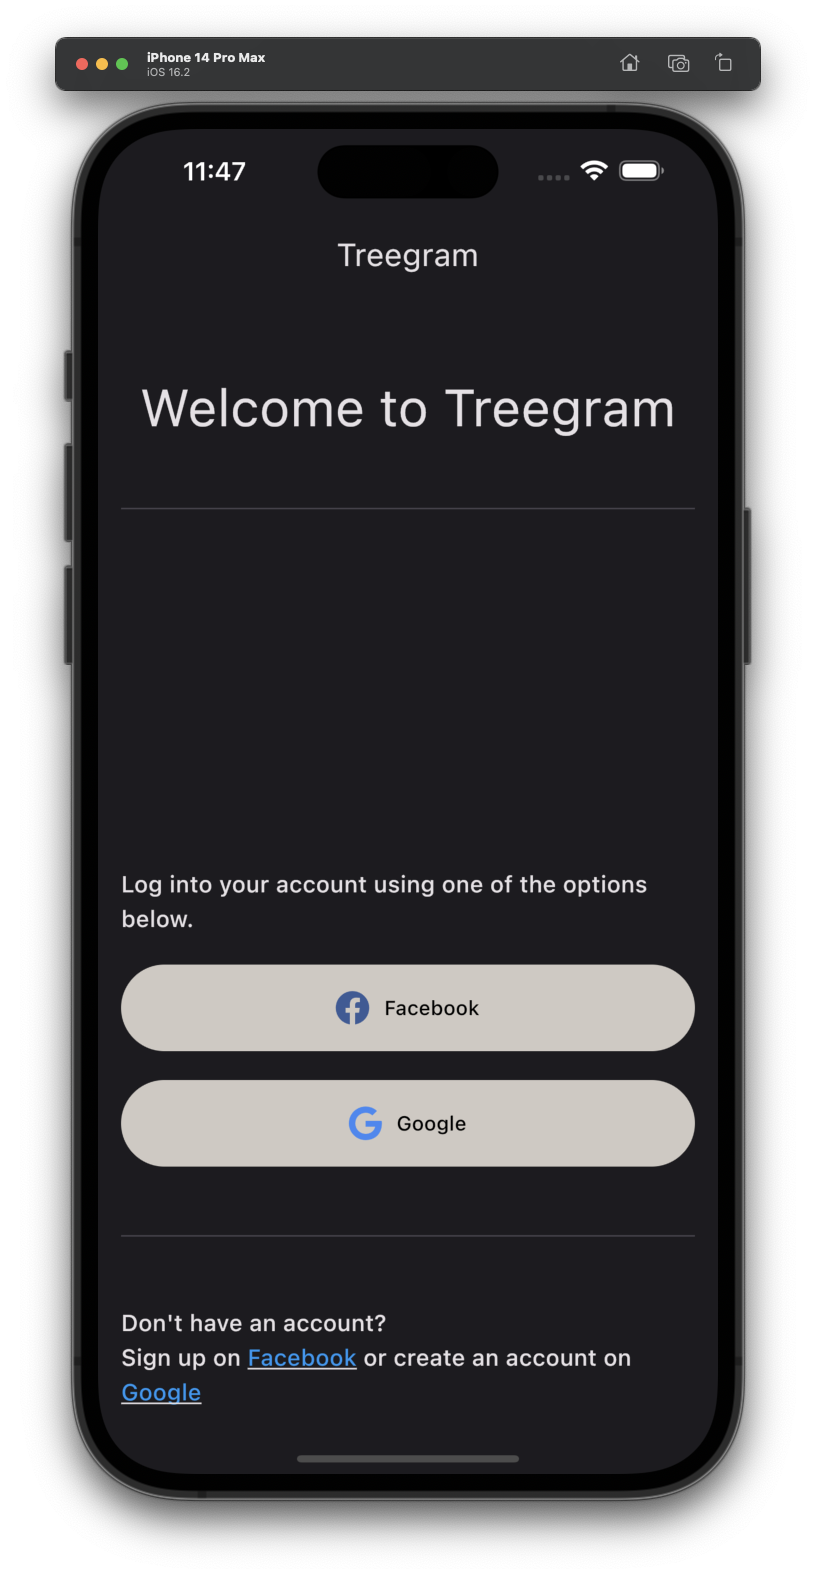 iPhone 14 Pro Max
iOS 16.2
11:47
Treegram
Welcome to Treegram
Log into your account using one of the options
below.
Facebook
Google
Don't have an account?
Sign up on Facebook or create an account on
Google